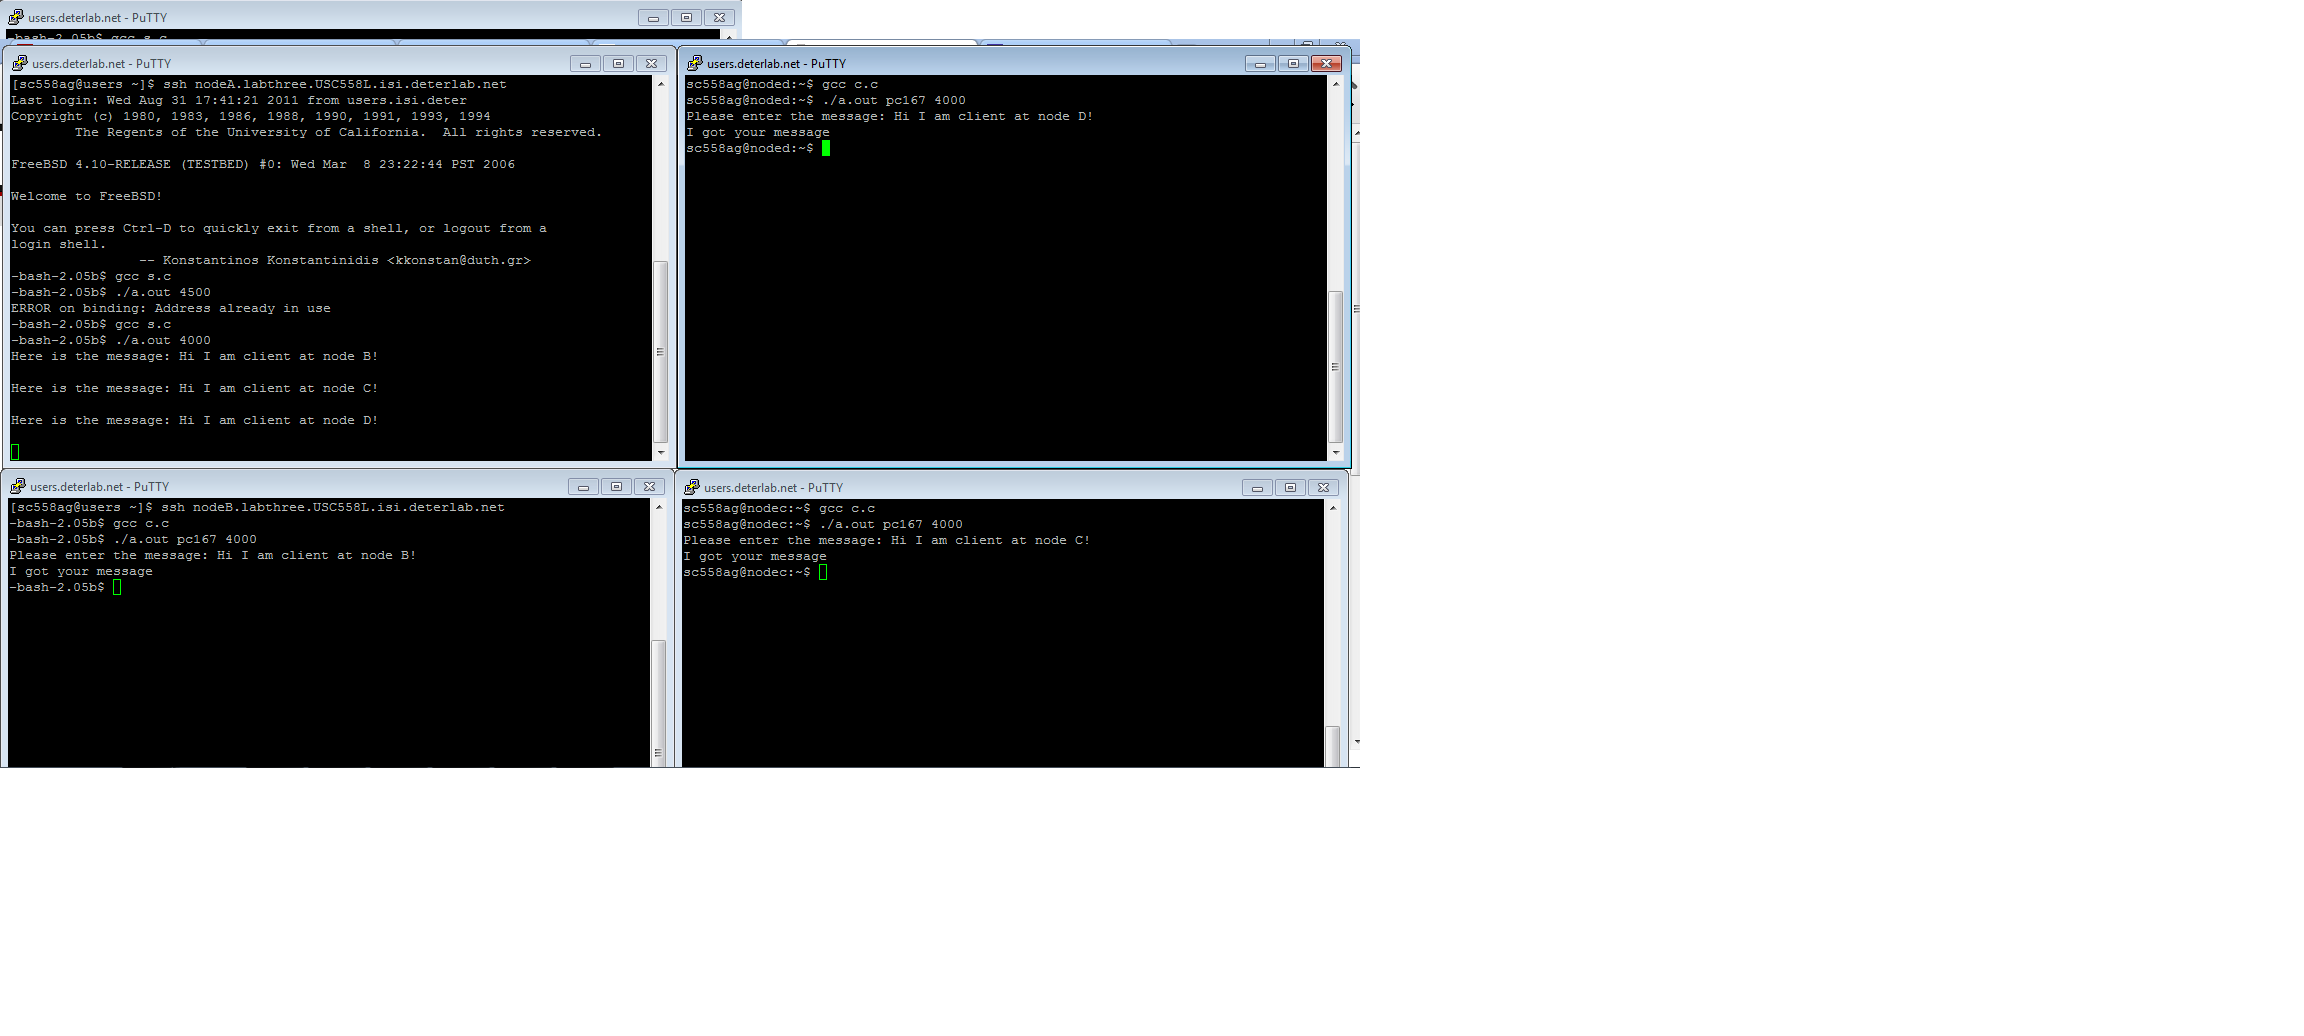 users.deterlab.net - PuTTY
-bash-2.05b$ gcc s.c
users.deterlab.net - PuTTY
[sc558ag@users ~]$ ssh nodeA.labthree.USC558L.isi.deterlab.net
Last login: Wed Aug 31 17:41:21 2011 from users.isi.deter
Copyright (c) 1980, 1983, 1986, 1988, 1990, 1991, 1993, 1994
        The Regents of the University of California.  All rights reserved.
FreeBSD 4.10-RELEASE (TESTBED) #0: Wed Mar  8 23:22:44 PST 2006
Welcome to FreeBSD!
You can press Ctrl-D to quickly exit from a shell, or logout from a
login shell.
                -- Konstantinos Konstantinidis <kkonstan@duth.gr>
-bash-2.05b$ gcc s.c
-bash-2.05b$ ./a.out 4500
ERROR on binding: Address already in use
-bash-2.05b$ gcc s.c
-bash-2.05b$ ./a.out 4000
Here is the message: Hi I am client at node B!
Here is the message: Hi I am client at node C!
Here is the message: Hi I am client at node D!
users.deterlab.net - PuTTY
sc558ag@noded:~$ gcc c.c
sc558ag@noded:~$ ./a.out pc167 4000
Please enter the message: Hi I am client at node D!
I got your message
sc558ag@noded:~$
users.deterlab.net - PuTTY
[sc558ag@users ~]$ ssh nodeB.labthree.USC558L.isi.deterlab.net
-bash-2.05b$ gcc c.c
-bash-2.05b$ ./a.out pc167 4000
Please enter the message: Hi I am client at node B!
I got your message
-bash-2.05b$
users.deterlab.net - PuTTY
sc558ag@nodec:~$ gcc c.c
sc558ag@nodec:~$ ./a.out pc167 4000
Please enter the message: Hi I am client at node C!
I got your message
sc558ag@nodec:~$